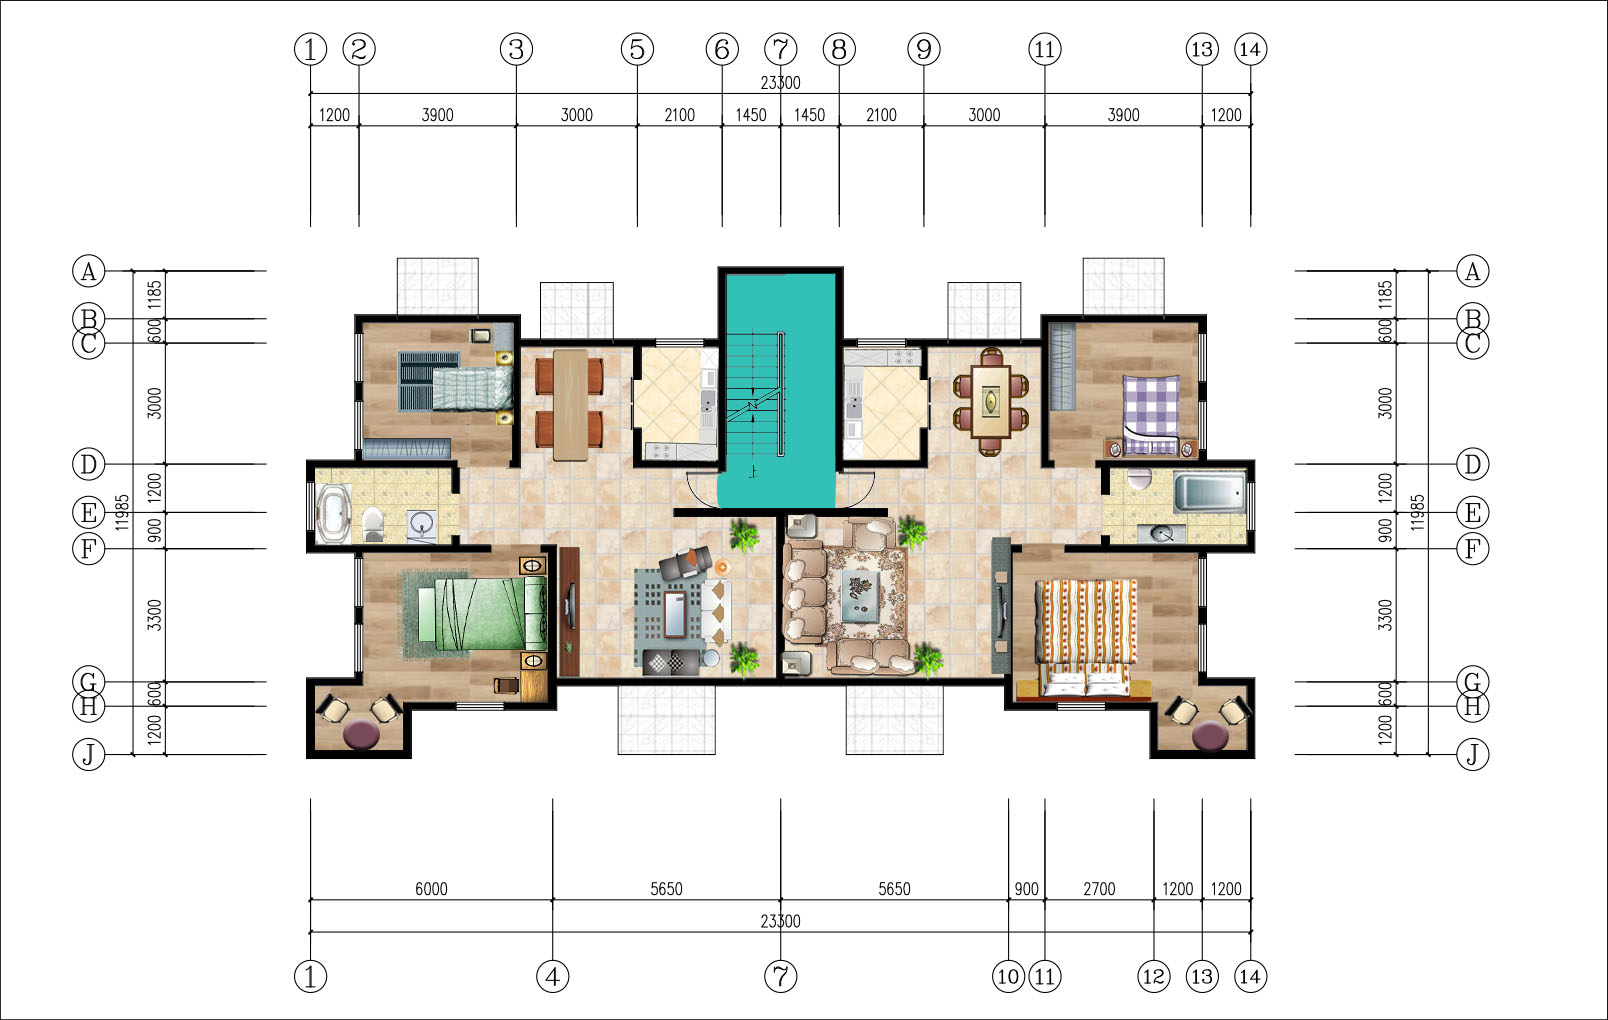 1 2 3 5 6 7 8 9 11 13 14
23300
1200 3900 3000 2100 1450 1450 2100 3000 3900 1200
A A
1185 1185
B B
600 600
C C
3000 3000
D D
1200 11985 1200 11985
E E
900 900
F F
3300 3300
G G
600 600
H H
1200 1200
J J
上
6000 5650 5650 900 2700 1200 1200
23300
1 4 7 10 11 12 13 14